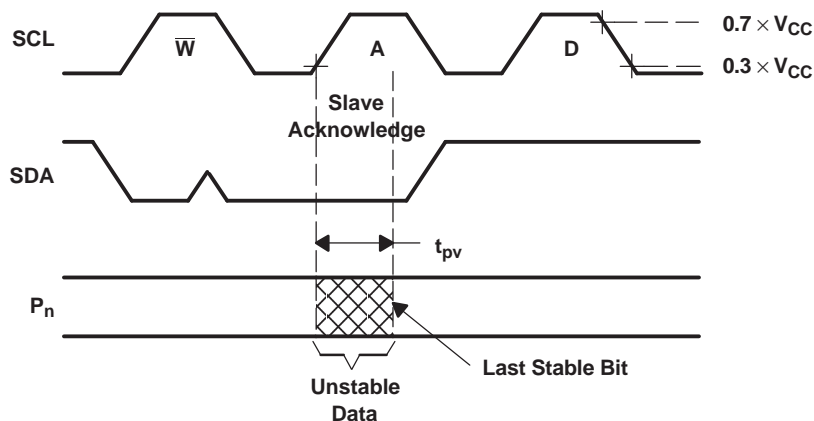 SCL
W̅
A
D
0.7 × VCC
0.3 × VCC
Slave
Acknowledge
SDA
tpv
Pn
Last Stable Bit
Unstable
Data